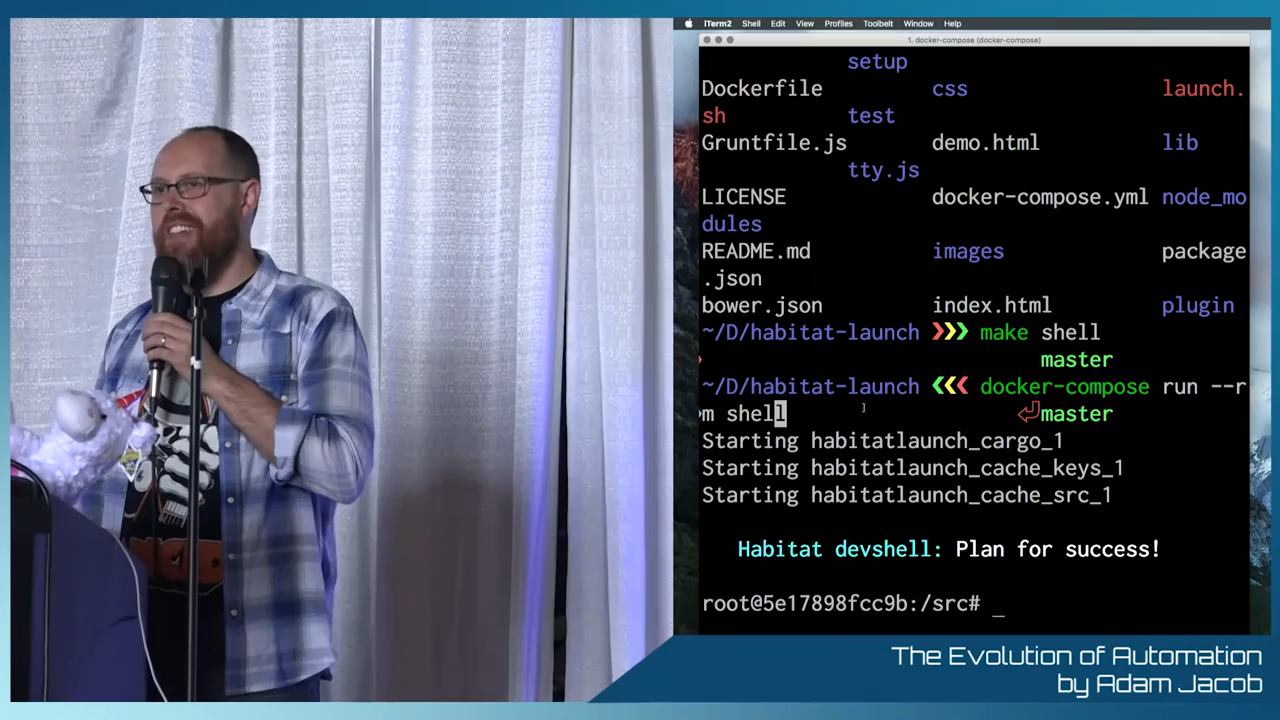 iTerm2 Shell Edit View Profiles Toolbelt Window Help
1. docker-compose (docker-compose)
setup
Dockerfile css launch.
sh test
Gruntfile.js demo.html lib
tty.js
LICENSE docker-compose.yml node_mo
dules
README.md images package
.json
bower.json index.html plugin
~/D/habitat-launch ❯❯❯ make shell
master
~/D/habitat-launch ❮❮❮ docker-compose run --r
m shell ⏎master
Starting habitatlaunch_cargo_1
Starting habitatlaunch_cache_keys_1
Starting habitatlaunch_cache_src_1
Habitat devshell: Plan for success!
root@5e17898fcc9b:/src# _
The Evolution of Automation
by Adam Jacob